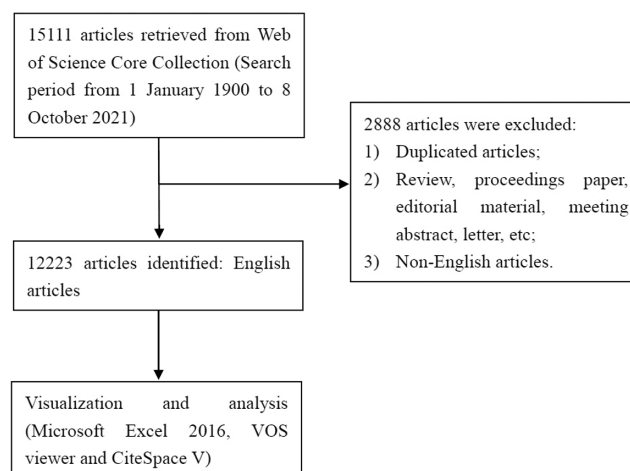 15111 articles retrieved from Web
of Science Core Collection (Search
period from 1 January 1900 to 8
October 2021)
2888 articles were excluded:
1) Duplicated articles;
2) Review, proceedings paper,
editorial material, meeting
abstract, letter, etc;
3) Non-English articles.
12223 articles identified: English
articles
Visualization and analysis
(Microsoft Excel 2016, VOS
viewer and CiteSpace V)